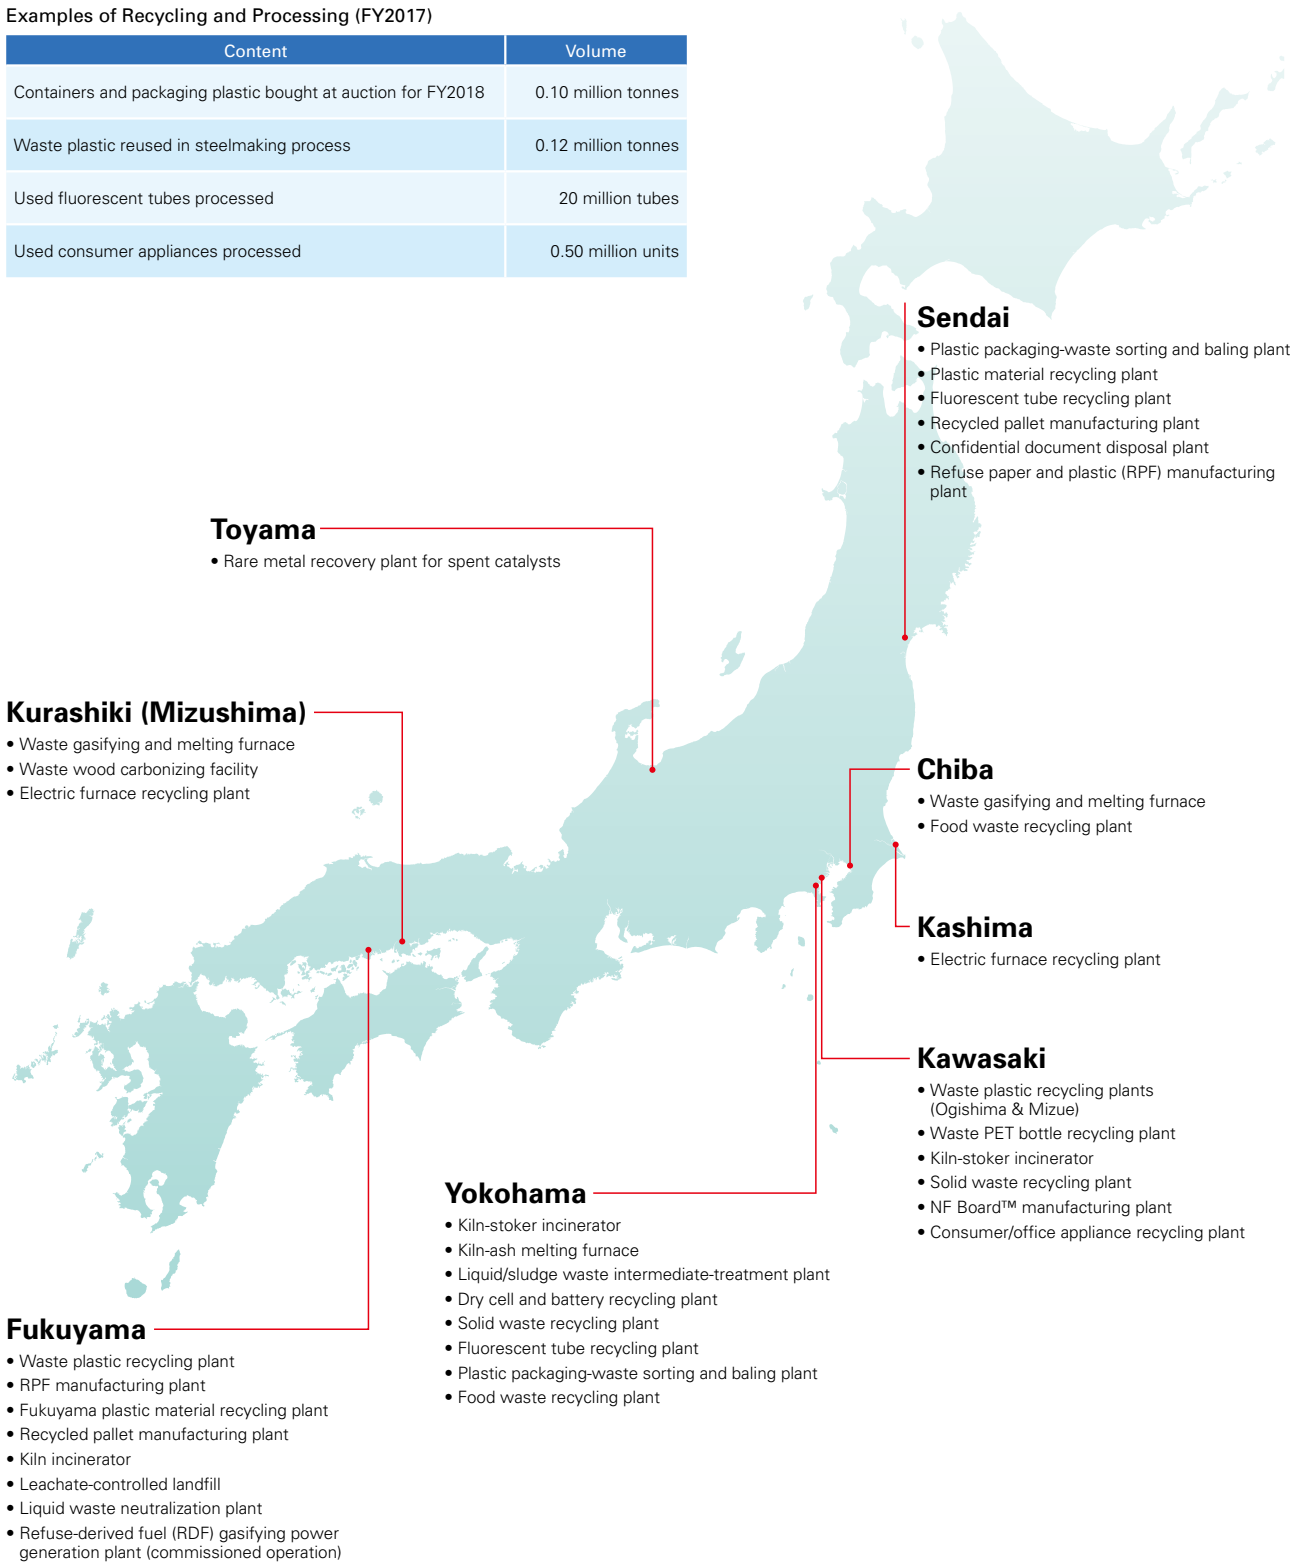 Examples of Recycling and Processing (FY2017)
Content Volume
Containers and packaging plastic bought at auction for FY2018 0.10 million tonnes
Waste plastic reused in steelmaking process 0.12 million tonnes
Used fluorescent tubes processed 20 million tubes
Used consumer appliances processed 0.50 million units
Sendai
• Plastic packaging-waste sorting and baling plant
• Plastic material recycling plant
• Fluorescent tube recycling plant
• Recycled pallet manufacturing plant
• Confidential document disposal plant
• Refuse paper and plastic (RPF) manufacturing
plant
Toyama
• Rare metal recovery plant for spent catalysts
Kurashiki (Mizushima)
• Waste gasifying and melting furnace
• Waste wood carbonizing facility
• Electric furnace recycling plant
Chiba
• Waste gasifying and melting furnace
• Food waste recycling plant
Kashima
• Electric furnace recycling plant
Kawasaki
• Waste plastic recycling plants
(Ogishima & Mizue)
• Waste PET bottle recycling plant
• Kiln-stoker incinerator
• Solid waste recycling plant
• NF Board™ manufacturing plant
• Consumer/office appliance recycling plant
Yokohama
• Kiln-stoker incinerator
• Kiln-ash melting furnace
• Liquid/sludge waste intermediate-treatment plant
• Dry cell and battery recycling plant
• Solid waste recycling plant
• Fluorescent tube recycling plant
• Plastic packaging-waste sorting and baling plant
• Food waste recycling plant
Fukuyama
• Waste plastic recycling plant
• RPF manufacturing plant
• Fukuyama plastic material recycling plant
• Recycled pallet manufacturing plant
• Kiln incinerator
• Leachate-controlled landfill
• Liquid waste neutralization plant
• Refuse-derived fuel (RDF) gasifying power
generation plant (commissioned operation)